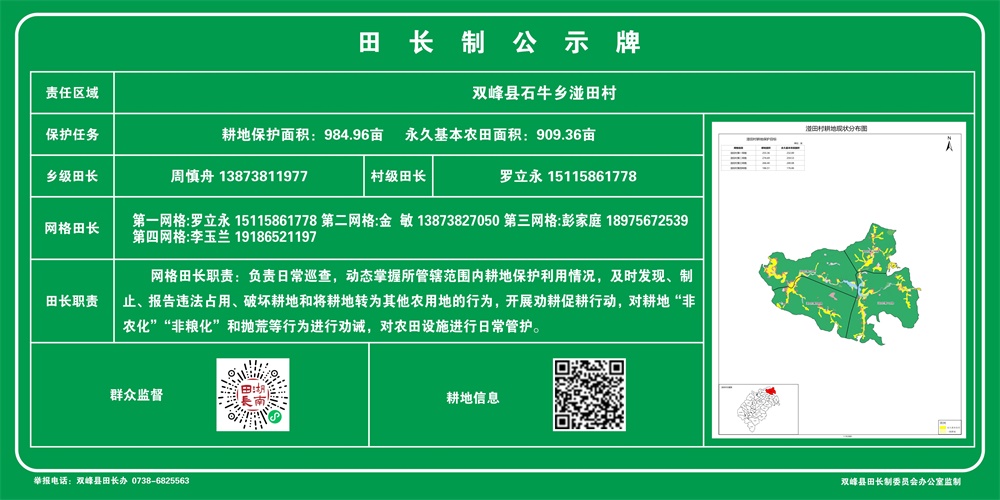 田长制公示牌
责任区域 双峰县石牛乡湴田村
保护任务 耕地保护面积：984.96亩 永久基本农田面积：909.36亩
乡级田长 周慎舟 13873811977 村级田长 罗立永 15115861778
网格田长
第一网格:罗立永 15115861778 第二网格:金 敏 13873827050 第三网格:彭家庭 18975672539
第四网格:李玉兰 19186521197
田长职责
网格田长职责：负责日常巡查，动态掌握所管辖范围内耕地保护利用情况，及时发现、制
止、报告违法占用、破坏耕地和将耕地转为其他农用地的行为，开展劝耕促耕行动，对耕地“非
农化”“非粮化”和抛荒等行为进行劝诫，对农田设施进行日常管护。
群众监督
湖南田長
耕地信息
湴田村耕地现状分布图
N
举报电话：双峰县田长办 0738-6825563
双峰县田长制委员会办公室监制